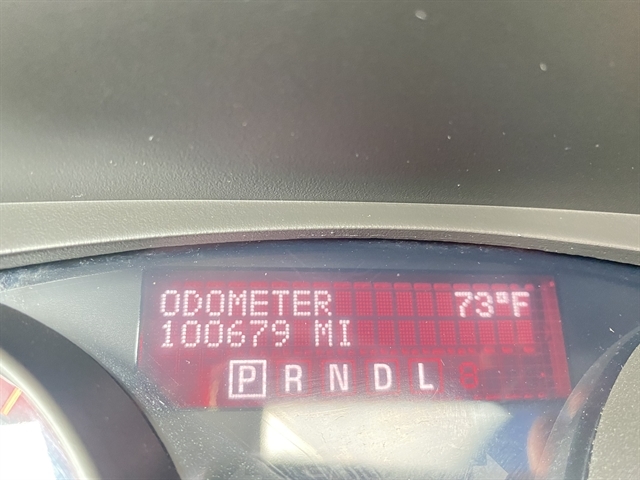 ODOMETER 73°F
100679 MI
P R N D L